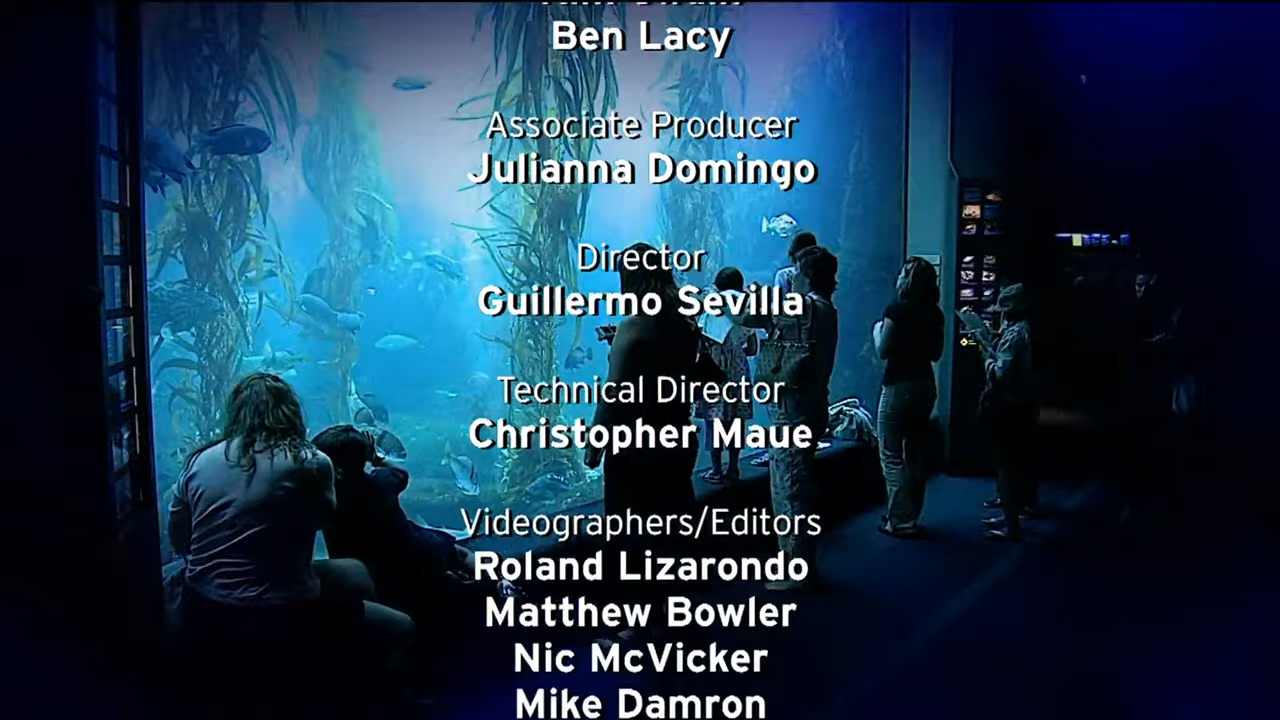 Ben Lacy
Associate Producer
Julianna Domingo
Director
Guillermo Sevilla
Technical Director
Christopher Maue
Videographers/Editors
Roland Lizarondo
Matthew Bowler
Nic McVicker
Mike Damron